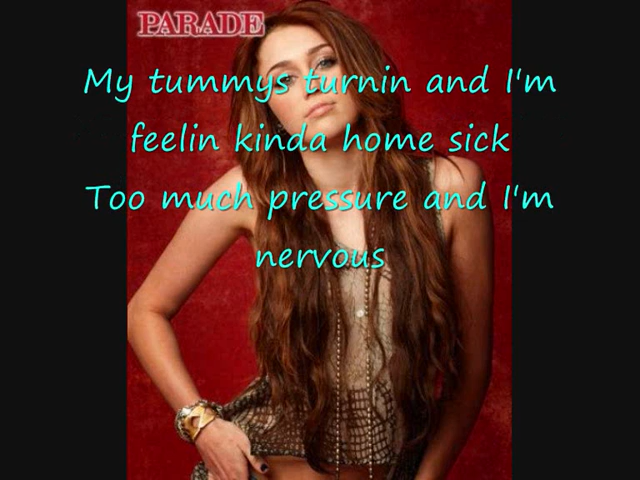 PARADE
My tummys turnin and I'm
feelin kinda home sick
Too much pressure and I'm
nervous